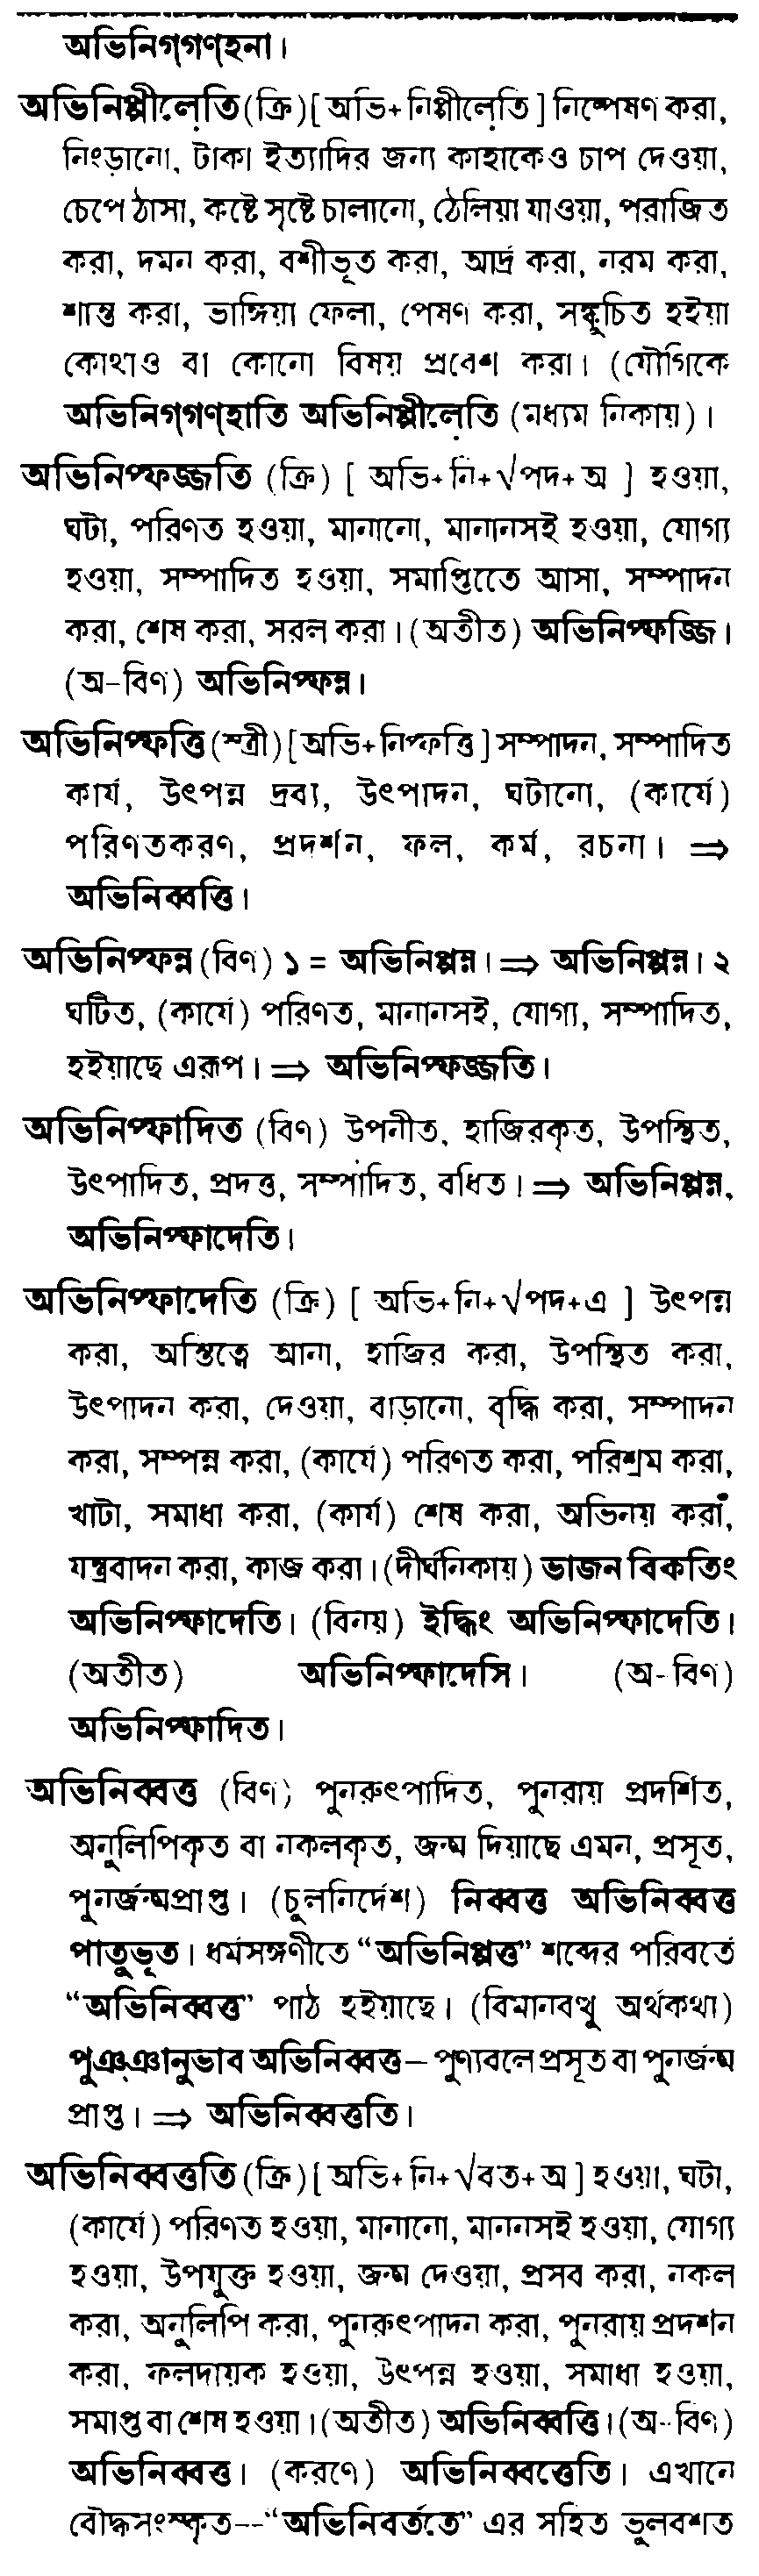 অভিনিগ্গণ্হনা।
অভিনিপ্পীল়েতি (ক্রি) [ অভি+নিপ্পীল়েতি ] নিষ্পেষণ করা,
নিংড়ানো, টাকা ইত্যাদির জন্য কাহাকেও চাপ দেওয়া,
চেপে ঠাসা, কষ্টে সৃষ্টে চালানো, ঠেলিয়া যাওয়া, পরাজিত
করা, দমন করা, বশীভূত করা, আর্দ্র করা, নরম করা,
শান্ত করা, ভাঙ্গিয়া ফেলা, পেষণ করা, সঙ্কুচিত হইয়া
কোথাও বা কোনো বিষয় প্রবেশ করা। (যৌগিকে
অভিনিগ্গণ্হাতি অভিনিপ্পীল়েতি (মধ্যম নিকায়)।
অভিনিপ্ফজ্জতি (ক্রি) [ অভি+নি+√পদ+অ ] হওয়া,
ঘটা, পরিণত হওয়া, মানানো, মানানসই হওয়া, যোগ্য
হওয়া, সম্পাদিত হওয়া, সমাপ্তিতে আসা, সম্পাদন
করা, শেষ করা, সরল করা। (অতীত) অভিনিপ্ফজ্জি।
(অ-বিণ) অভিনিপ্ফন্ন।
অভিনিপ্ফত্তি (স্ত্রী) [অভি+নিপ্ফত্তি] সম্পাদন, সম্পাদিত
কার্য, উৎপন্ন দ্রব্য, উৎপাদন, ঘটানো, (কার্যে)
পরিণতকরণ, প্রদর্শন, ফল, কর্ম, রচনা। ⇒
অভিনিব্বত্তি।
অভিনিপ্ফন্ন (বিণ) ১ = অভিনিপ্পন্ন। ⇒ অভিনিপ্পন্ন। ২
ঘটিত, (কার্যে) পরিণত, মানানসই, যোগ্য, সম্পাদিত,
হইয়াছে এরূপ। ⇒ অভিনিপ্ফজ্জতি।
অভিনিপ্ফাদিত (বিণ) উপনীত, হাজিরকৃত, উপস্থিত,
উৎপাদিত, প্রদত্ত, সম্পাদিত, বর্ধিত। ⇒ অভিনিপ্পন্ন,
অভিনিপ্ফাদেতি।
অভিনিপ্ফাদেতি (ক্রি) [ অভি+নি+√পদ+এ ] উৎপন্ন
করা, অস্তিত্বে আনা, হাজির করা, উপস্থিত করা,
উৎপাদন করা, দেওয়া, বাড়ানো, বৃদ্ধি করা, সম্পাদন
করা, সম্পন্ন করা, (কার্যে) পরিণত করা, পরিশ্রম করা,
খাটা, সমাধা করা, (কার্য) শেষ করা, অভিনয় করা,
যন্ত্রবাদন করা, কাজ করা। (দীর্ঘনিকায়) ভাজন বিকতিং
অভিনিপ্ফাদেতি। (বিনয়) ইদ্ধিং অভিনিপ্ফাদেতি।
(অতীত) অভিনিপ্ফাদেসি। (অ-বিণ)
অভিনিপ্ফাদিত।
অভিনিব্বত্ত (বিণ) পুনরুৎপাদিত, পুনরায় প্রদর্শিত,
অনুলিপিকৃত বা নকলকৃত, জন্ম দিয়াছে এমন, প্রসূত,
পুনর্জন্মপ্রাপ্ত। (চুলনির্দেশ) নিব্বত্ত অভিনিব্বত্ত
পাতুভূত। ধর্মসঙ্গণীতে “অভিনিপ্পত্ত” শব্দের পরিবর্তে
“অভিনিব্বত্ত” পাঠ হইয়াছে। (বিমানবত্থু অর্থকথা)
পুঞ্ঞানুভাব অভিনিব্বত্ত – পুণ্যবলে প্রসূত বা পুনর্জন্ম
প্রাপ্ত। ⇒ অভিনিব্বত্ততি।
অভিনিব্বত্ততি (ক্রি) [ অভি+নি+√বত+অ ] হওয়া, ঘটা,
(কার্যে) পরিণত হওয়া, মানানো, মাননসই হওয়া, যোগ্য
হওয়া, উপযুক্ত হওয়া, জন্ম দেওয়া, প্রসব করা, নকল
করা, অনুলিপি করা, পুনরুৎপাদন করা, পুনরায় প্রদর্শন
করা, ফলদায়ক হওয়া, উৎপন্ন হওয়া, সমাধা হওয়া,
সমাপ্ত বা শেষ হওয়া। (অতীত) অভিনিব্বত্তি। (অ-বিণ)
অভিনিব্বত্ত। (করণে) অভিনিব্বত্তেতি। এখানে
বৌদ্ধসংস্কৃত--“অভিনিবর্ততে” এর সহিত ভুলবশত